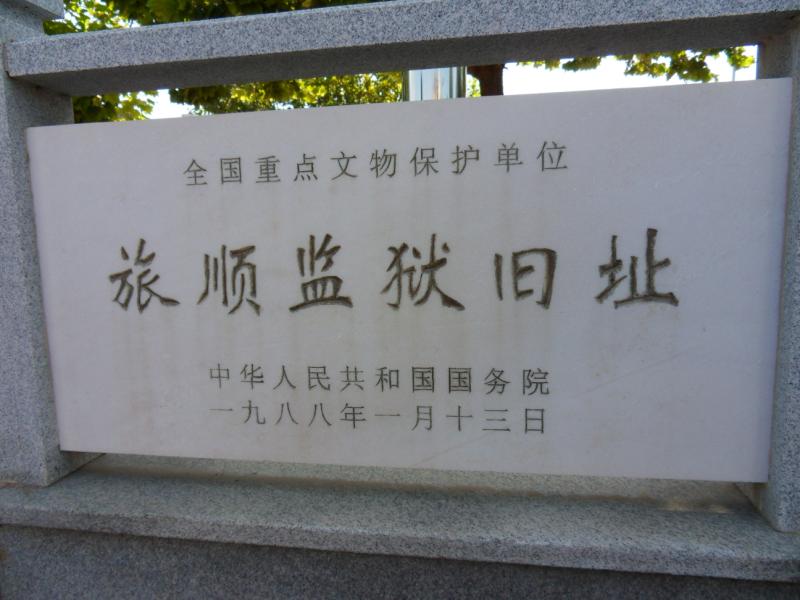 全国重点文物保护单位
旅顺监狱旧址
中华人民共和国国务院
一九八八年一月十三日